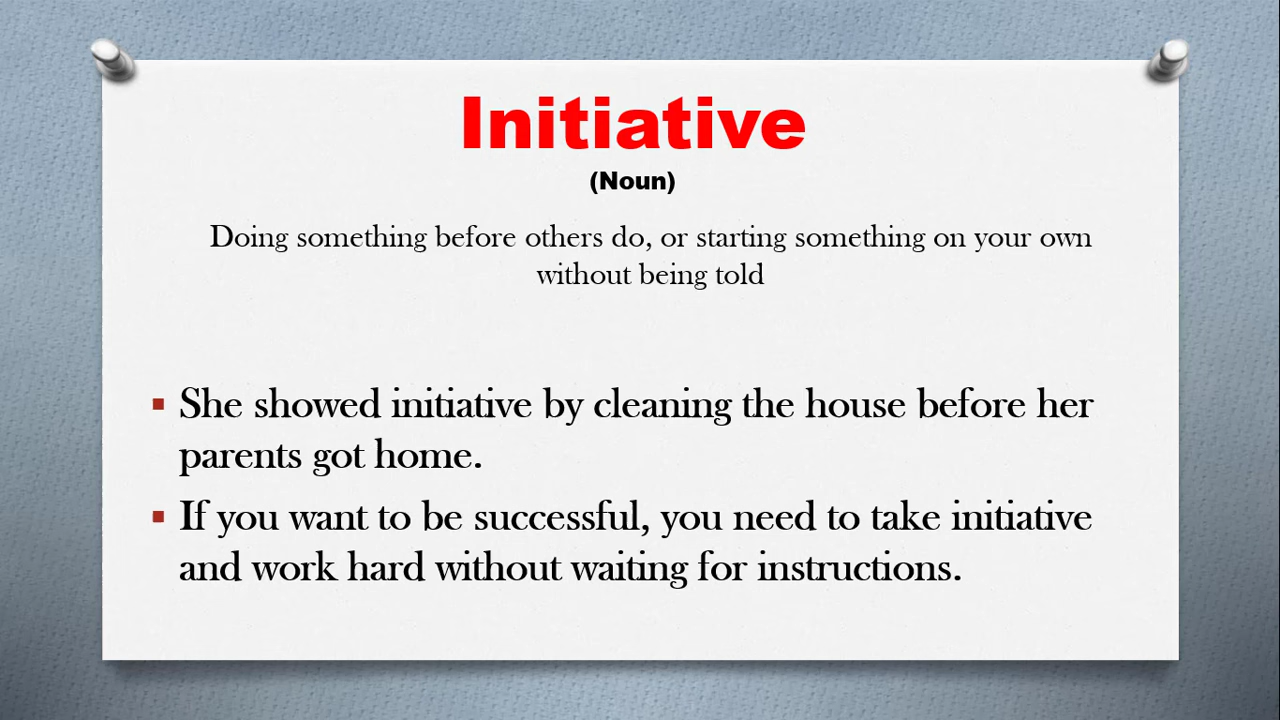 Initiative
(Noun)
Doing something before others do, or starting something on your own
without being told
▪ She showed initiative by cleaning the house before her
parents got home.
▪ If you want to be successful, you need to take initiative
and work hard without waiting for instructions.